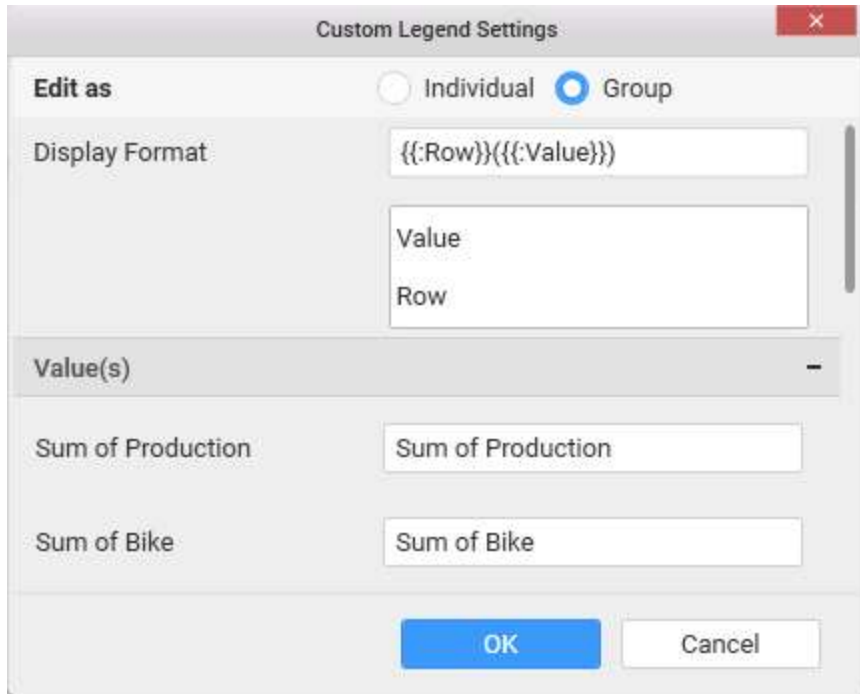 Custom Legend Settings
Edit as Individual Group
Display Format {{:Row}}({{:Value}})
Value
Row
Value(s)
Sum of Production Sum of Production
Sum of Bike Sum of Bike
OK Cancel